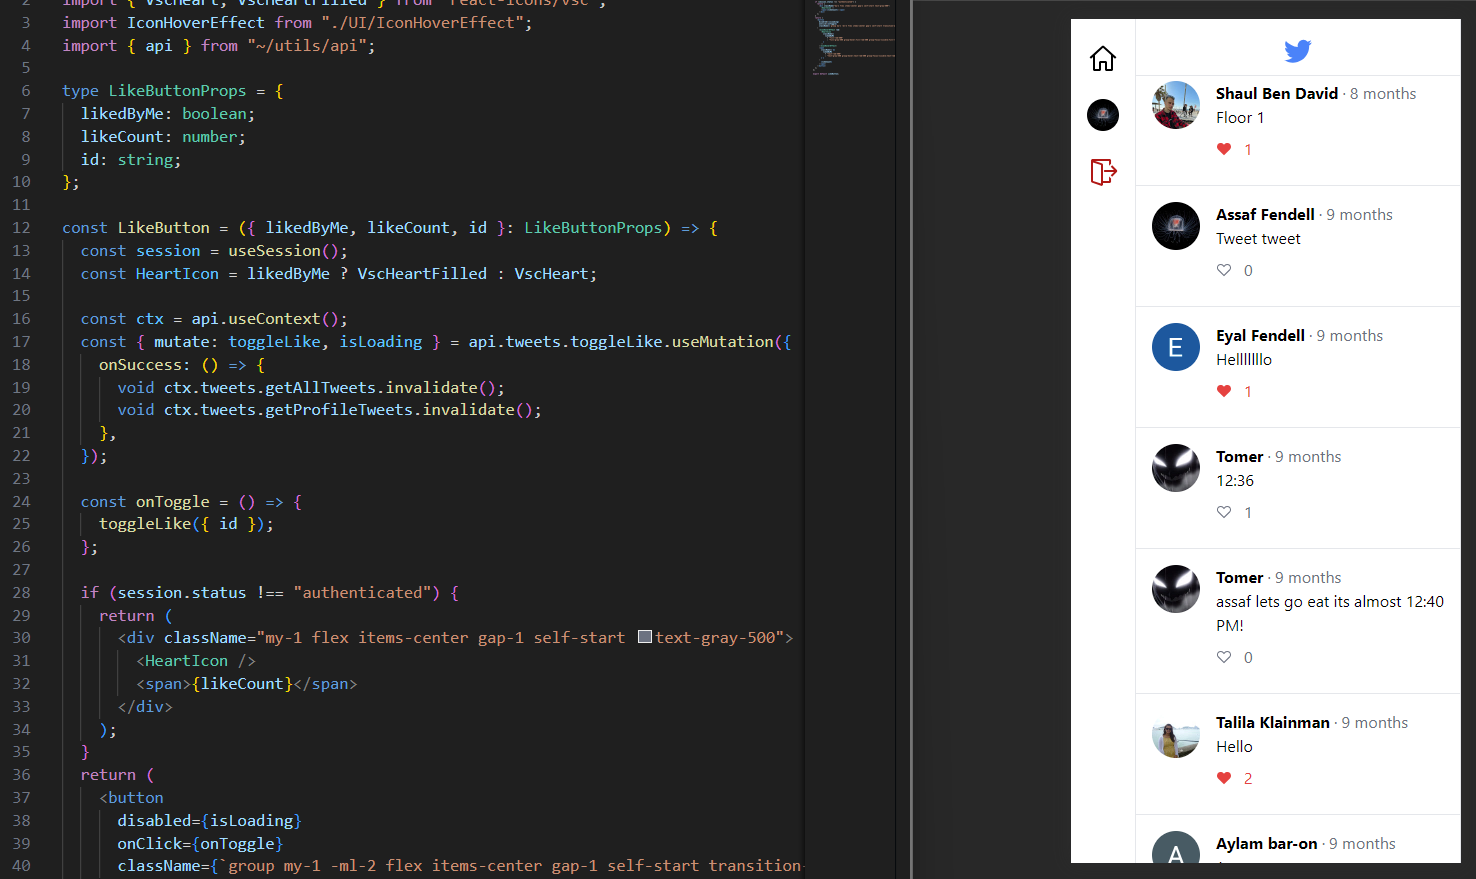 2 import { VscHeart, VscHeartFilled } from "react-icons/vsc";
3 import IconHoverEffect from "./UI/IconHoverEffect";
4 import { api } from "~/utils/api";
5
6 type LikeButtonProps = {
7 likedByMe: boolean;
8 likeCount: number;
9 id: string;
10 };
11
12 const LikeButton = ({ likedByMe, likeCount, id }: LikeButtonProps) => {
13 const session = useSession();
14 const HeartIcon = likedByMe ? VscHeartFilled : VscHeart;
15
16 const ctx = api.useContext();
17 const { mutate: toggleLike, isLoading } = api.tweets.toggleLike.useMutation({
18 onSuccess: () => {
19 void ctx.tweets.getAllTweets.invalidate();
20 void ctx.tweets.getProfileTweets.invalidate();
21 },
22 });
23
24 const onToggle = () => {
25 toggleLike({ id });
26 };
27
28 if (session.status !== "authenticated") {
29 return (
30 <div className="my-1 flex items-center gap-1 self-start text-gray-500">
31 <HeartIcon />
32 <span>{likeCount}</span>
33 </div>
34 );
35 }
36 return (
37 <button
38 disabled={isLoading}
39 onClick={onToggle}
40 className={`group my-1 -ml-2 flex items-center gap-1 self-start transition-
Shaul Ben David · 8 months
Floor 1
1
Assaf Fendell · 9 months
Tweet tweet
0
E
Eyal Fendell · 9 months
Helllllllo
1
Tomer · 9 months
12:36
1
Tomer · 9 months
assaf lets go eat its almost 12:40
PM!
0
Talila Klainman · 9 months
Hello
2
A
Aylam bar-on · 9 months